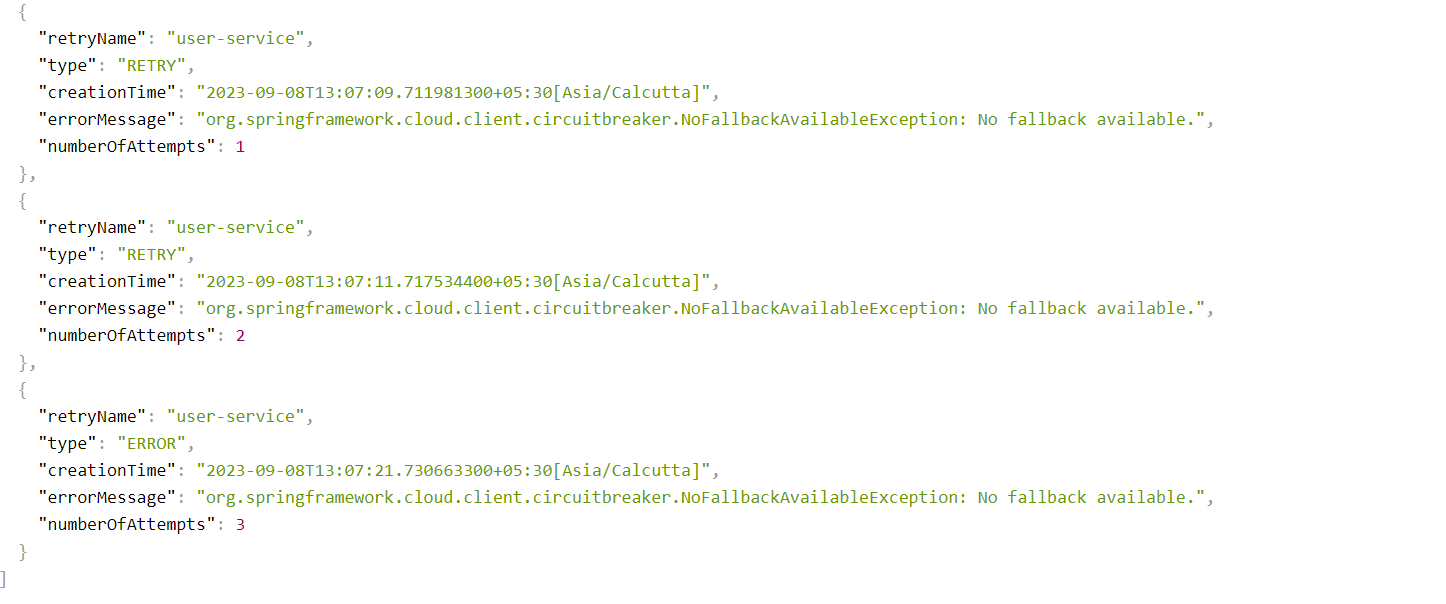 {
"retryName": "user-service",
"type": "RETRY",
"creationTime": "2023-09-08T13:07:09.711981300+05:30[Asia/Calcutta]",
"errorMessage": "org.springframework.cloud.client.circuitbreaker.NoFallbackAvailableException: No fallback available.",
"numberOfAttempts": 1
},
{
"retryName": "user-service",
"type": "RETRY",
"creationTime": "2023-09-08T13:07:11.717534400+05:30[Asia/Calcutta]",
"errorMessage": "org.springframework.cloud.client.circuitbreaker.NoFallbackAvailableException: No fallback available.",
"numberOfAttempts": 2
},
{
"retryName": "user-service",
"type": "ERROR",
"creationTime": "2023-09-08T13:07:21.730663300+05:30[Asia/Calcutta]",
"errorMessage": "org.springframework.cloud.client.circuitbreaker.NoFallbackAvailableException: No fallback available.",
"numberOfAttempts": 3
}
]